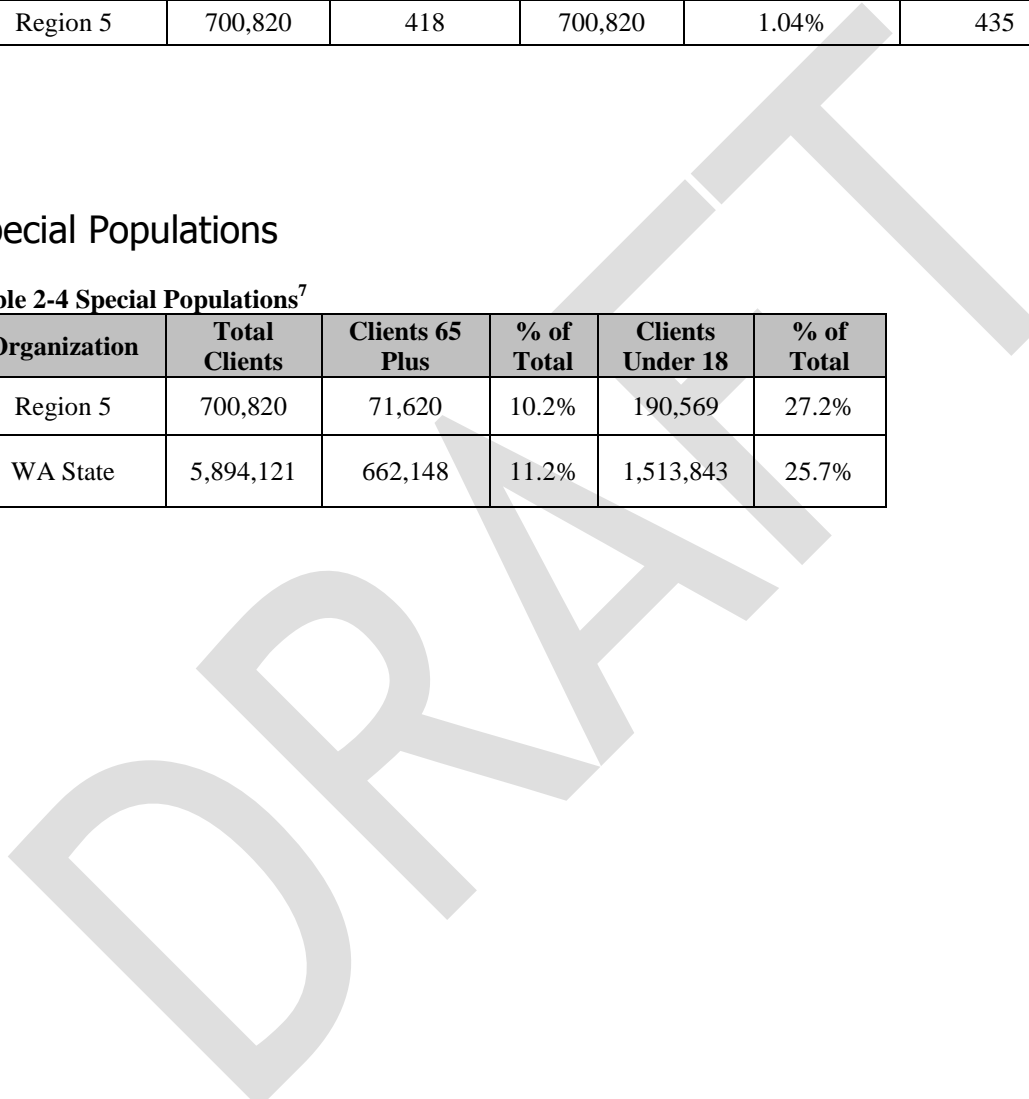 Region 5 700,820 418 700,820 1.04% 435
pecial Populations
ble 2-4 Special Populations7
Organization Total Clients Clients 65 Plus % of Total Clients Under 18 % of Total
Region 5 700,820 71,620 10.2% 190,569 27.2%
WA State 5,894,121 662,148 11.2% 1,513,843 25.7%
DRAFT